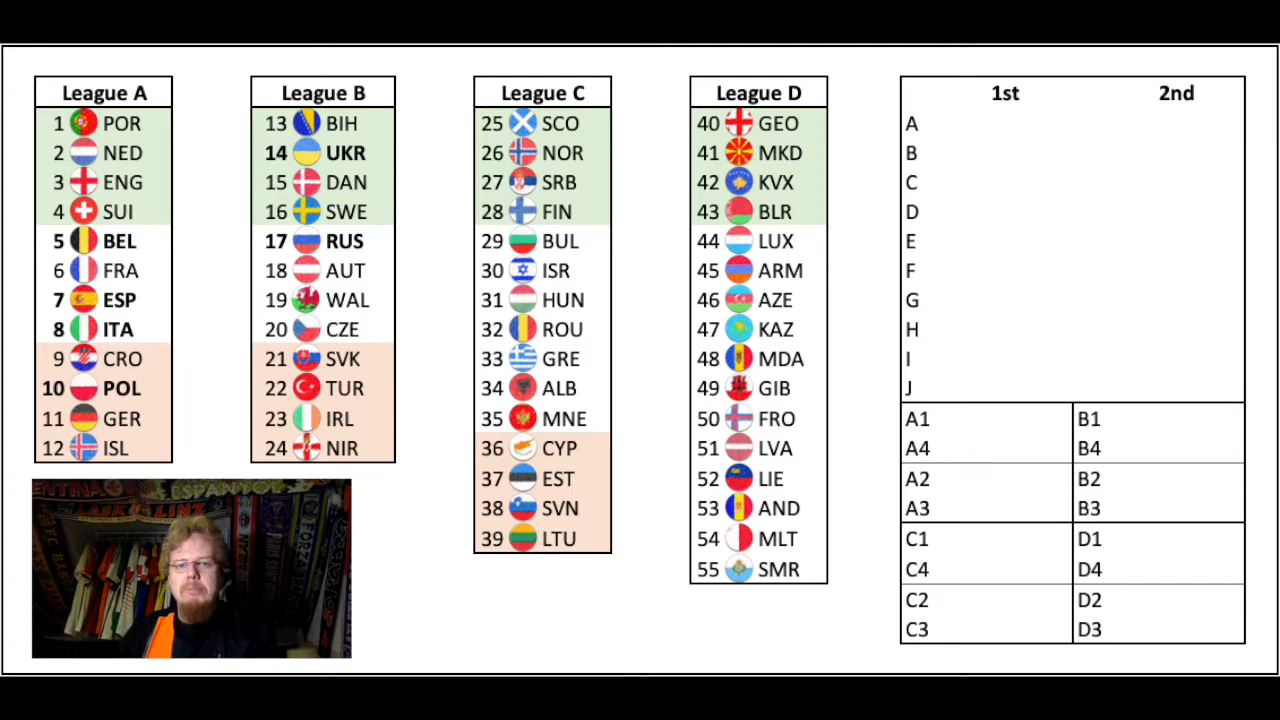 League A
1 POR
2 NED
3 ENG
4 SUI
5 BEL
6 FRA
7 ESP
8 ITA
9 CRO
10 POL
11 GER
12 ISL
League B
13 BIH
14 UKR
15 DAN
16 SWE
17 RUS
18 AUT
19 WAL
20 CZE
21 SVK
22 TUR
23 IRL
24 NIR
League C
25 SCO
26 NOR
27 SRB
28 FIN
29 BUL
30 ISR
31 HUN
32 ROU
33 GRE
34 ALB
35 MNE
36 CYP
37 EST
38 SVN
39 LTU
League D
40 GEO
41 MKD
42 KVX
43 BLR
44 LUX
45 ARM
46 AZE
47 KAZ
48 MDA
49 GIB
50 FRO
51 LVA
52 LIE
53 AND
54 MLT
55 SMR
1st 2nd
A
B
C
D
E
F
G
H
I
J
A1 B1
A4 B4
A2 B2
A3 B3
C1 D1
C4 D4
C2 D2
C3 D3
ESPANYOL
LASK LINZ